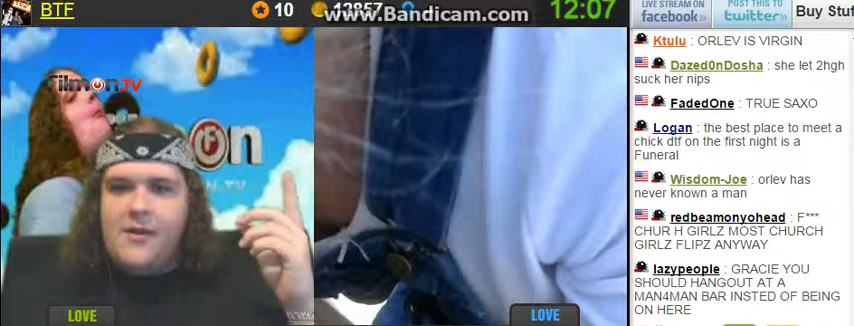 BTF
10
12857
www.Bandicam.com
12:07
LIVE STREAM ON
facebook»
POST THIS TO
twitter»
Buy Stuf
FilmOn.TV
On
N.TV
LOVE
LOVE
Ktulu : ORLEV IS VIRGIN
Dazed0nDosha : she let 2hgh
suck her nips
FadedOne : TRUE SAXO
Logan : the best place to meet a
chick dtf on the first night is a
Funeral
Wisdom-Joe : orlev has
never known a man
redbeamonyohead : F***
CHUR H GIRLZ MOST CHURCH
GIRLZ FLIPZ ANYWAY
lazypeople : GRACIE YOU
SHOULD HANGOUT AT A
MAN4MAN BAR INSTED OF BEING
ON HERE